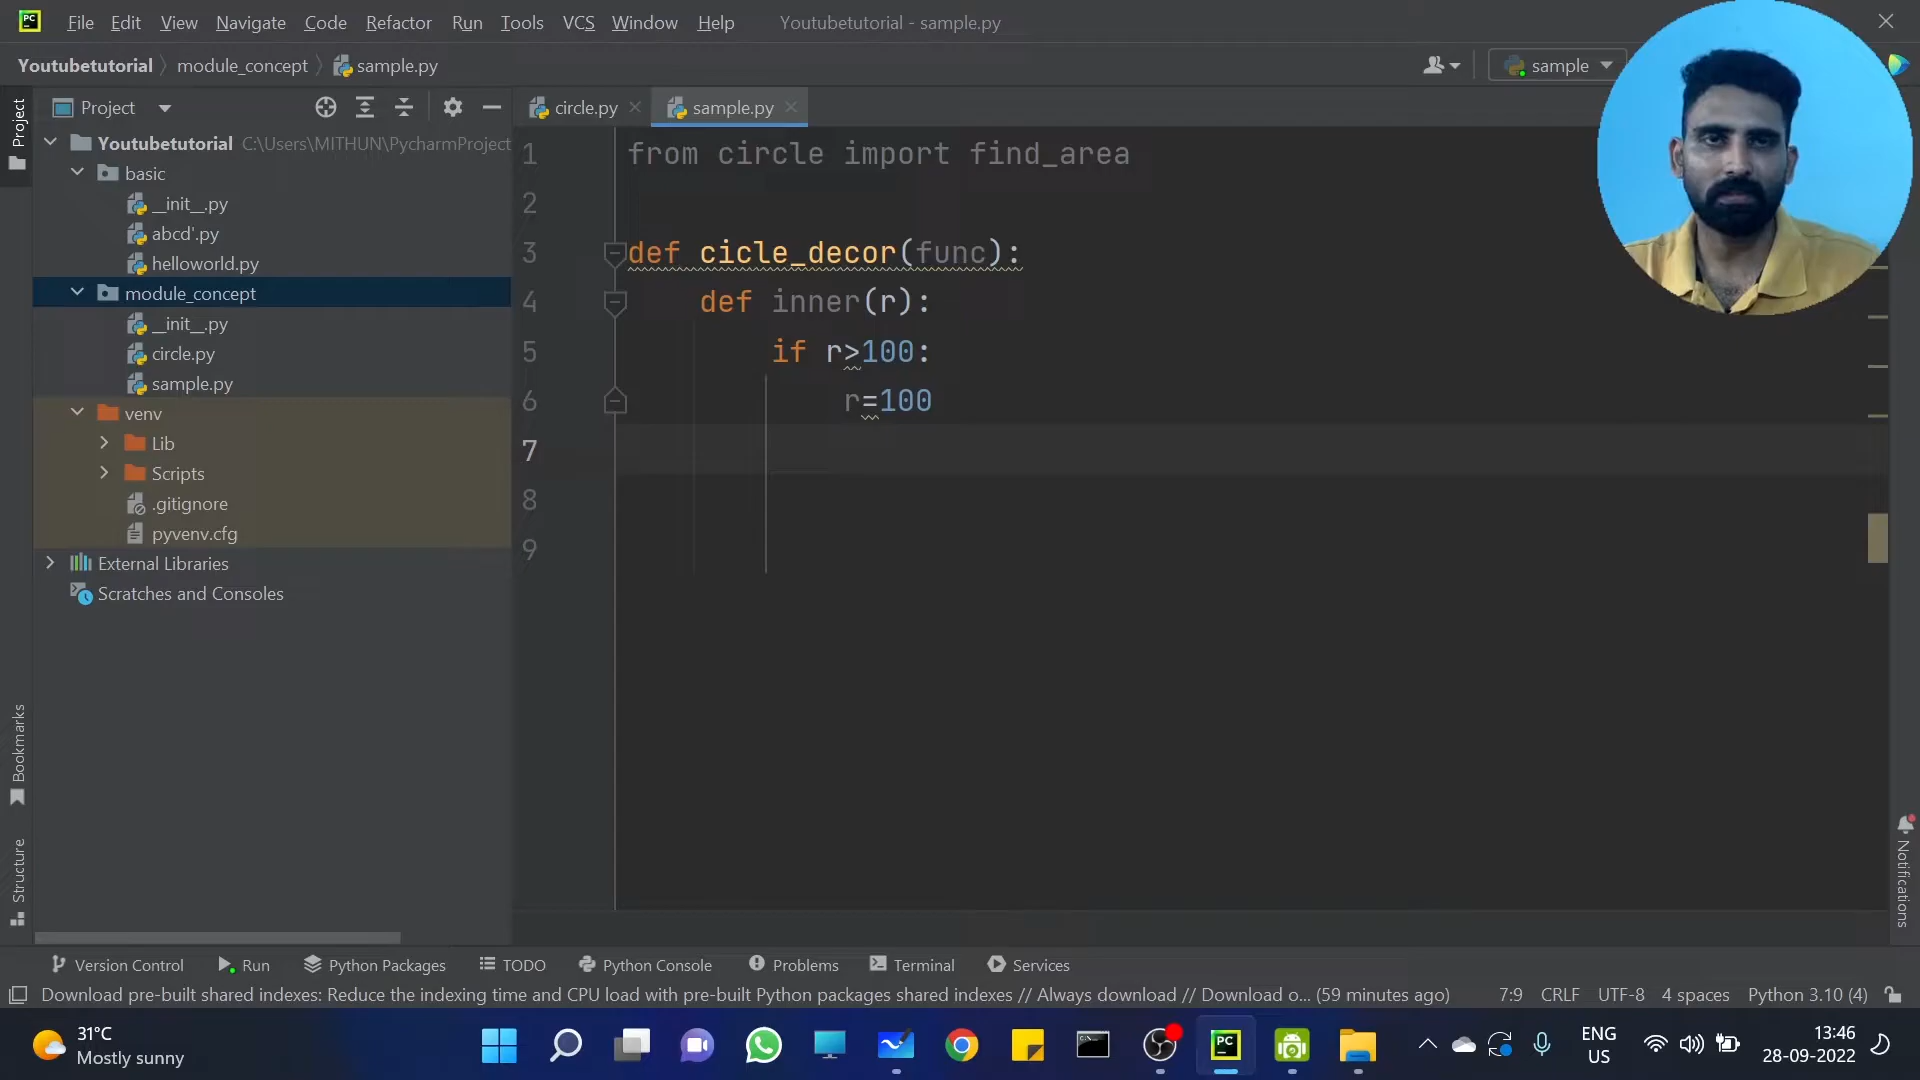 File Edit View Navigate Code Refactor Run Tools VCS Window Help Youtubetutorial - sample.py
Youtubetutorial module_concept sample.py sample
Project
Project
circle.py sample.py
Youtubetutorial C:\Users\MITHUN\PycharmProject
basic
__init__.py
abcd'.py
helloworld.py
module_concept
__init__.py
circle.py
sample.py
venv
Lib
Scripts
.gitignore
pyvenv.cfg
External Libraries
Scratches and Consoles
1 from circle import find_area
2
3 def cicle_decor(func):
4 def inner(r):
5 if r>100:
6 r=100
7
8
9
Bookmarks
Structure
Notifications
Version Control Run Python Packages TODO Python Console Problems Terminal Services
Download pre-built shared indexes: Reduce the indexing time and CPU load with pre-built Python packages shared indexes // Always download // Download o... (59 minutes ago) 7:9 CRLF UTF-8 4 spaces Python 3.10 (4)
31°C
Mostly sunny
ENG
US
13:46
28-09-2022